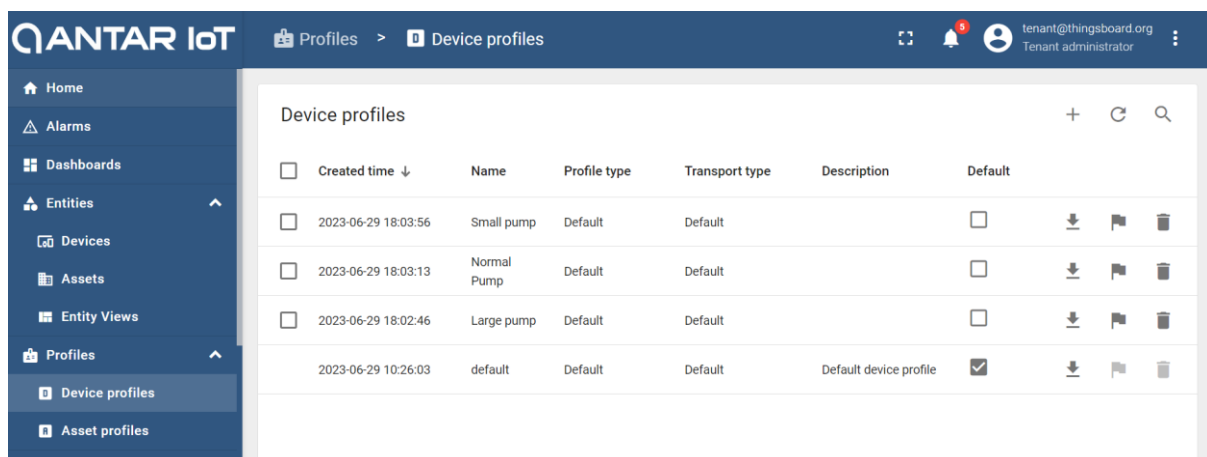 QANTAR IoT
Profiles > D Device profiles
5
tenant@thingsboard.org
Tenant administrator
Home
Alarms
Dashboards
Entities
Devices
Assets
Entity Views
Profiles
D Device profiles
A Asset profiles
Device profiles
Created time ↓ Name Profile type Transport type Description Default
2023-06-29 18:03:56 Small pump Default Default
2023-06-29 18:03:13 Normal Pump Default Default
2023-06-29 18:02:46 Large pump Default Default
2023-06-29 10:26:03 default Default Default Default device profile